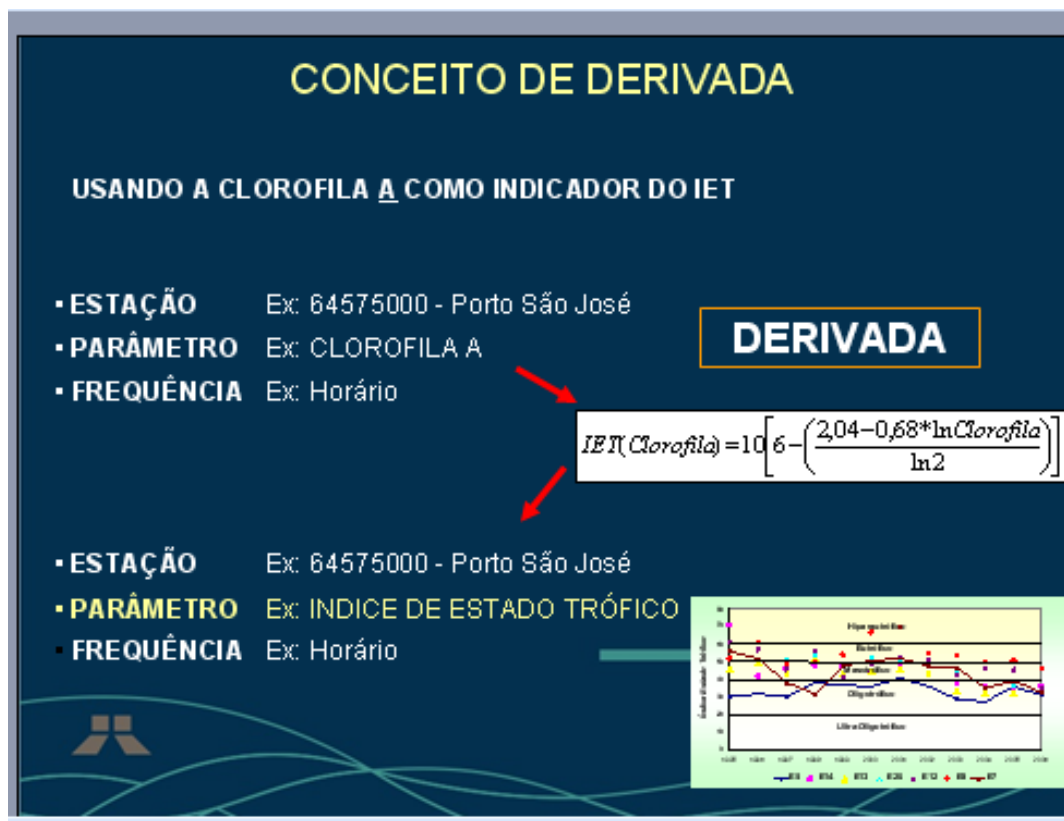 CONCEITO DE DERIVADA
USANDO A CLOROFILA A COMO INDICADOR DO IET
▪ ESTAÇÃO Ex: 64575000 - Porto São José
▪ PARÂMETRO Ex: CLOROFILA A
▪ FREQUÊNCIA Ex: Horário
DERIVADA
IET(Clorofila)=10[6-((2,04-0,68*lnClorofila)/ln2)]
▪ ESTAÇÃO Ex: 64575000 - Porto São José
▪ PARÂMETRO Ex: INDICE DE ESTADO TRÓFICO
▪ FREQUÊNCIA Ex: Horário